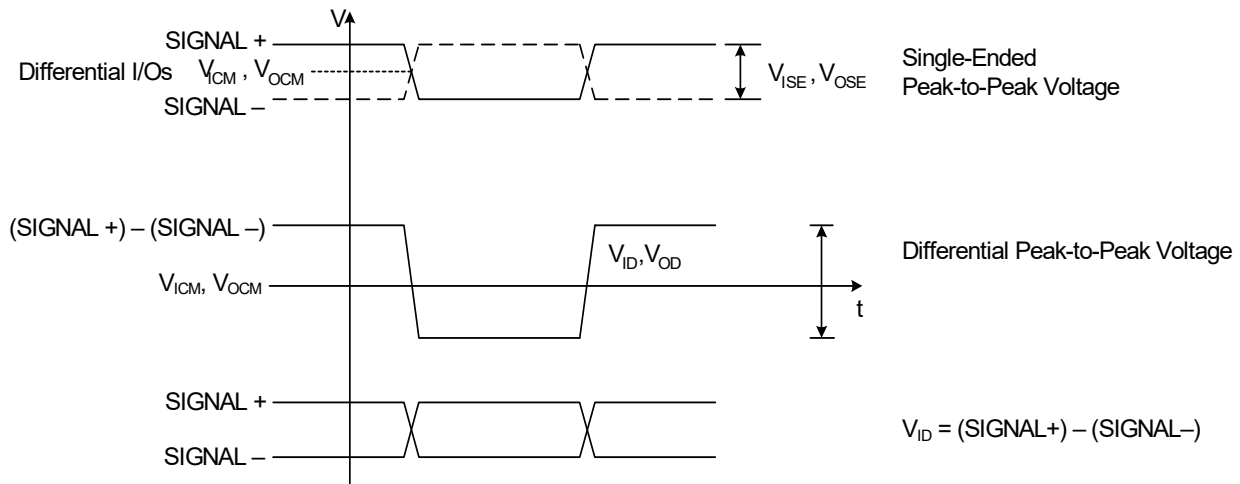 V
SIGNAL +
Differential I/Os V_ICM , V_OCM
SIGNAL –
V_ISE , V_OSE
Single-Ended
Peak-to-Peak Voltage
(SIGNAL +) – (SIGNAL –)
V_ID, V_OD
Differential Peak-to-Peak Voltage
V_ICM, V_OCM
t
SIGNAL +
SIGNAL –
V_ID = (SIGNAL+) – (SIGNAL–)